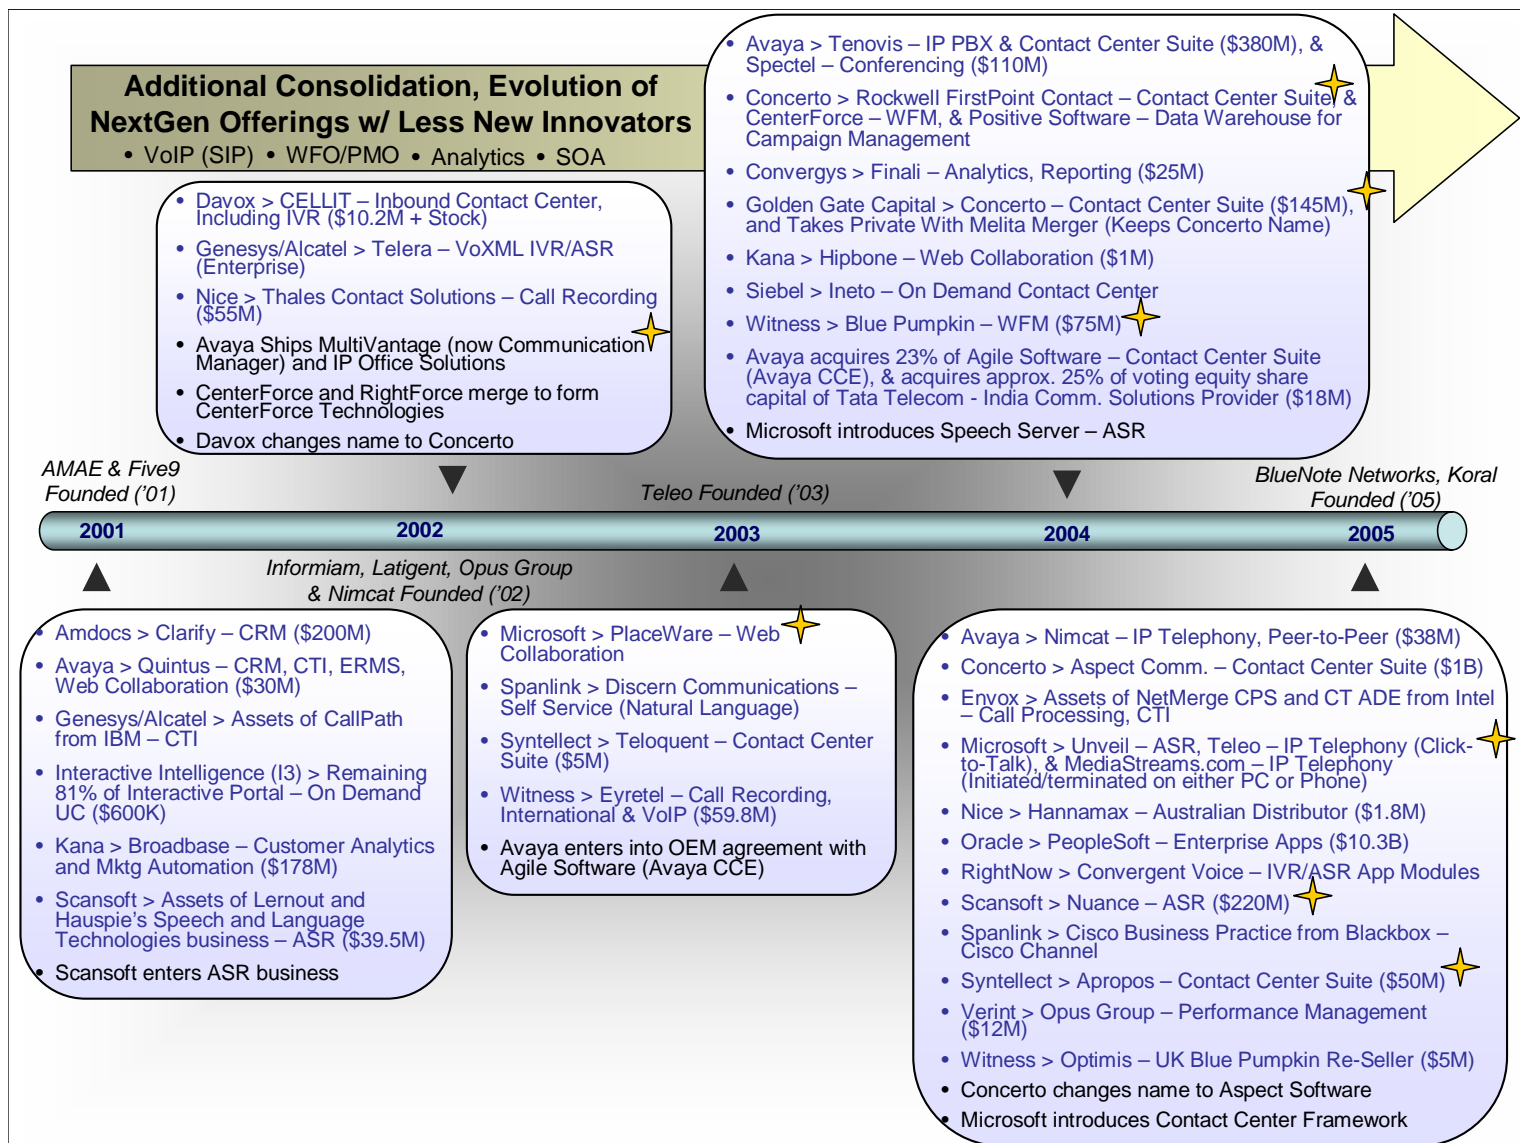 Additional Consolidation, Evolution of
NextGen Offerings w/ Less New Innovators
• VoIP (SIP) • WFO/PMO • Analytics • SOA
• Davox > CELLIT – Inbound Contact Center,
Including IVR ($10.2M + Stock)
• Genesys/Alcatel > Telera – VoXML IVR/ASR
(Enterprise)
• Nice > Thales Contact Solutions – Call Recording
($55M)
• Avaya Ships MultiVantage (now Communication
Manager) and IP Office Solutions
• CenterForce and RightForce merge to form
CenterForce Technologies
• Davox changes name to Concerto
• Avaya > Tenovis – IP PBX & Contact Center Suite ($380M), &
Spectel – Conferencing ($110M)
• Concerto > Rockwell FirstPoint Contact – Contact Center Suite, &
CenterForce – WFM, & Positive Software – Data Warehouse for
Campaign Management
• Convergys > Finali – Analytics, Reporting ($25M)
• Golden Gate Capital > Concerto – Contact Center Suite ($145M),
and Takes Private With Melita Merger (Keeps Concerto Name)
• Kana > Hipbone – Web Collaboration ($1M)
• Siebel > Ineto – On Demand Contact Center
• Witness > Blue Pumpkin – WFM ($75M)
• Avaya acquires 23% of Agile Software – Contact Center Suite
(Avaya CCE), & acquires approx. 25% of voting equity share
capital of Tata Telecom - India Comm. Solutions Provider ($18M)
• Microsoft introduces Speech Server – ASR
AMAE & Five9
Founded (’01)
Teleo Founded (’03)
BlueNote Networks, Koral
Founded (’05)
2001
2002
2003
2004
2005
Informiam, Latigent, Opus Group
& Nimcat Founded (’02)
• Amdocs > Clarify – CRM ($200M)
• Avaya > Quintus – CRM, CTI, ERMS,
Web Collaboration ($30M)
• Genesys/Alcatel > Assets of CallPath
from IBM – CTI
• Interactive Intelligence (I3) > Remaining
81% of Interactive Portal – On Demand
UC ($600K)
• Kana > Broadbase – Customer Analytics
and Mktg Automation ($178M)
• Scansoft > Assets of Lernout and
Hauspie’s Speech and Language
Technologies business – ASR ($39.5M)
• Scansoft enters ASR business
• Microsoft > PlaceWare – Web
Collaboration
• Spanlink > Discern Communications –
Self Service (Natural Language)
• Syntellect > Teloquent – Contact Center
Suite ($5M)
• Witness > Eyretel – Call Recording,
International & VoIP ($59.8M)
• Avaya enters into OEM agreement with
Agile Software (Avaya CCE)
• Avaya > Nimcat – IP Telephony, Peer-to-Peer ($38M)
• Concerto > Aspect Comm. – Contact Center Suite ($1B)
• Envox > Assets of NetMerge CPS and CT ADE from Intel
– Call Processing, CTI
• Microsoft > Unveil – ASR, Teleo – IP Telephony (Click-
to-Talk), & MediaStreams.com – IP Telephony
(Initiated/terminated on either PC or Phone)
• Nice > Hannamax – Australian Distributor ($1.8M)
• Oracle > PeopleSoft – Enterprise Apps ($10.3B)
• RightNow > Convergent Voice – IVR/ASR App Modules
• Scansoft > Nuance – ASR ($220M)
• Spanlink > Cisco Business Practice from Blackbox –
Cisco Channel
• Syntellect > Apropos – Contact Center Suite ($50M)
• Verint > Opus Group – Performance Management
($12M)
• Witness > Optimis – UK Blue Pumpkin Re-Seller ($5M)
• Concerto changes name to Aspect Software
• Microsoft introduces Contact Center Framework